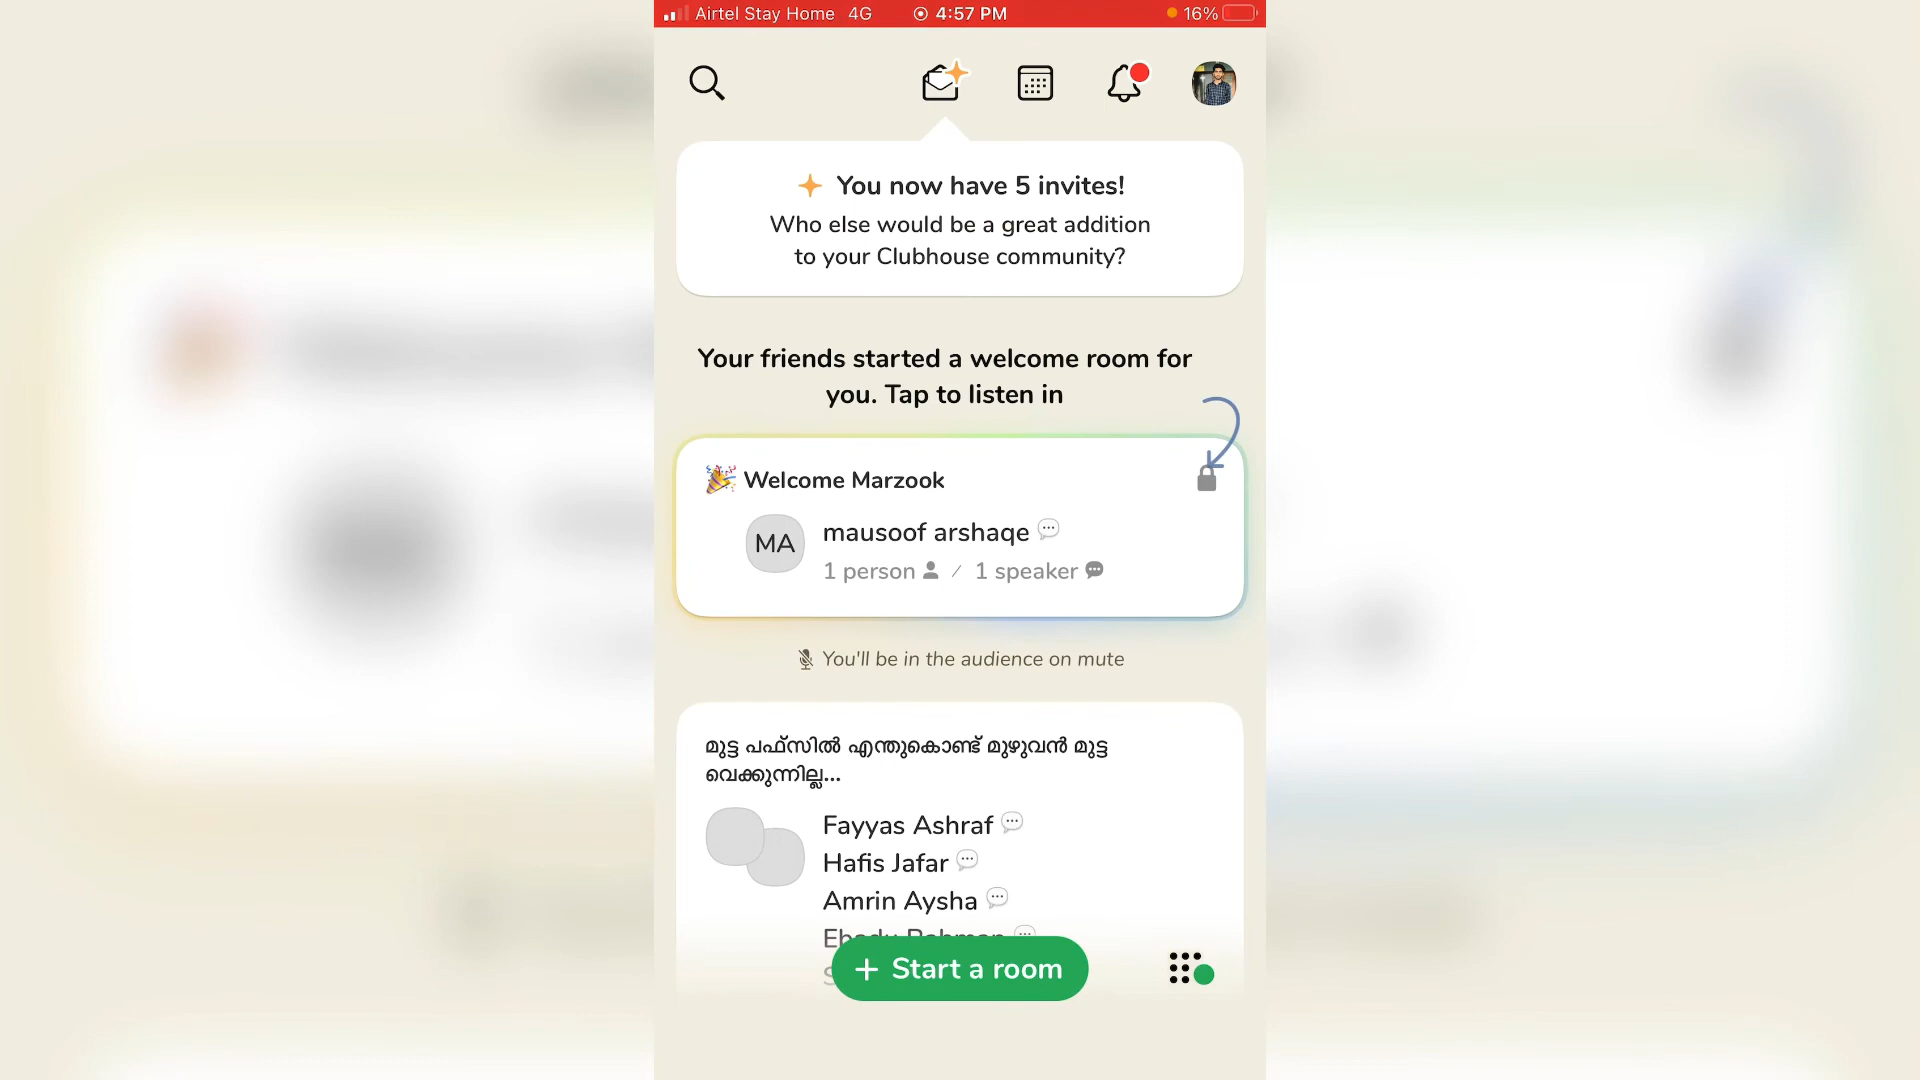 Airtel Stay Home 4G 4:57 PM 16%
You now have 5 invites!
Who else would be a great addition
to your Clubhouse community?
Your friends started a welcome room for
you. Tap to listen in
Welcome Marzook
MA
mausoof arshaqe
1 person / 1 speaker
You'll be in the audience on mute
മുട്ട പഫ്സിൽ എന്തുകൊണ്ട് മുഴുവൻ മുട്ട
വെക്കുന്നില്ല...
Fayyas Ashraf
Hafis Jafar
Amrin Aysha
+ Start a room